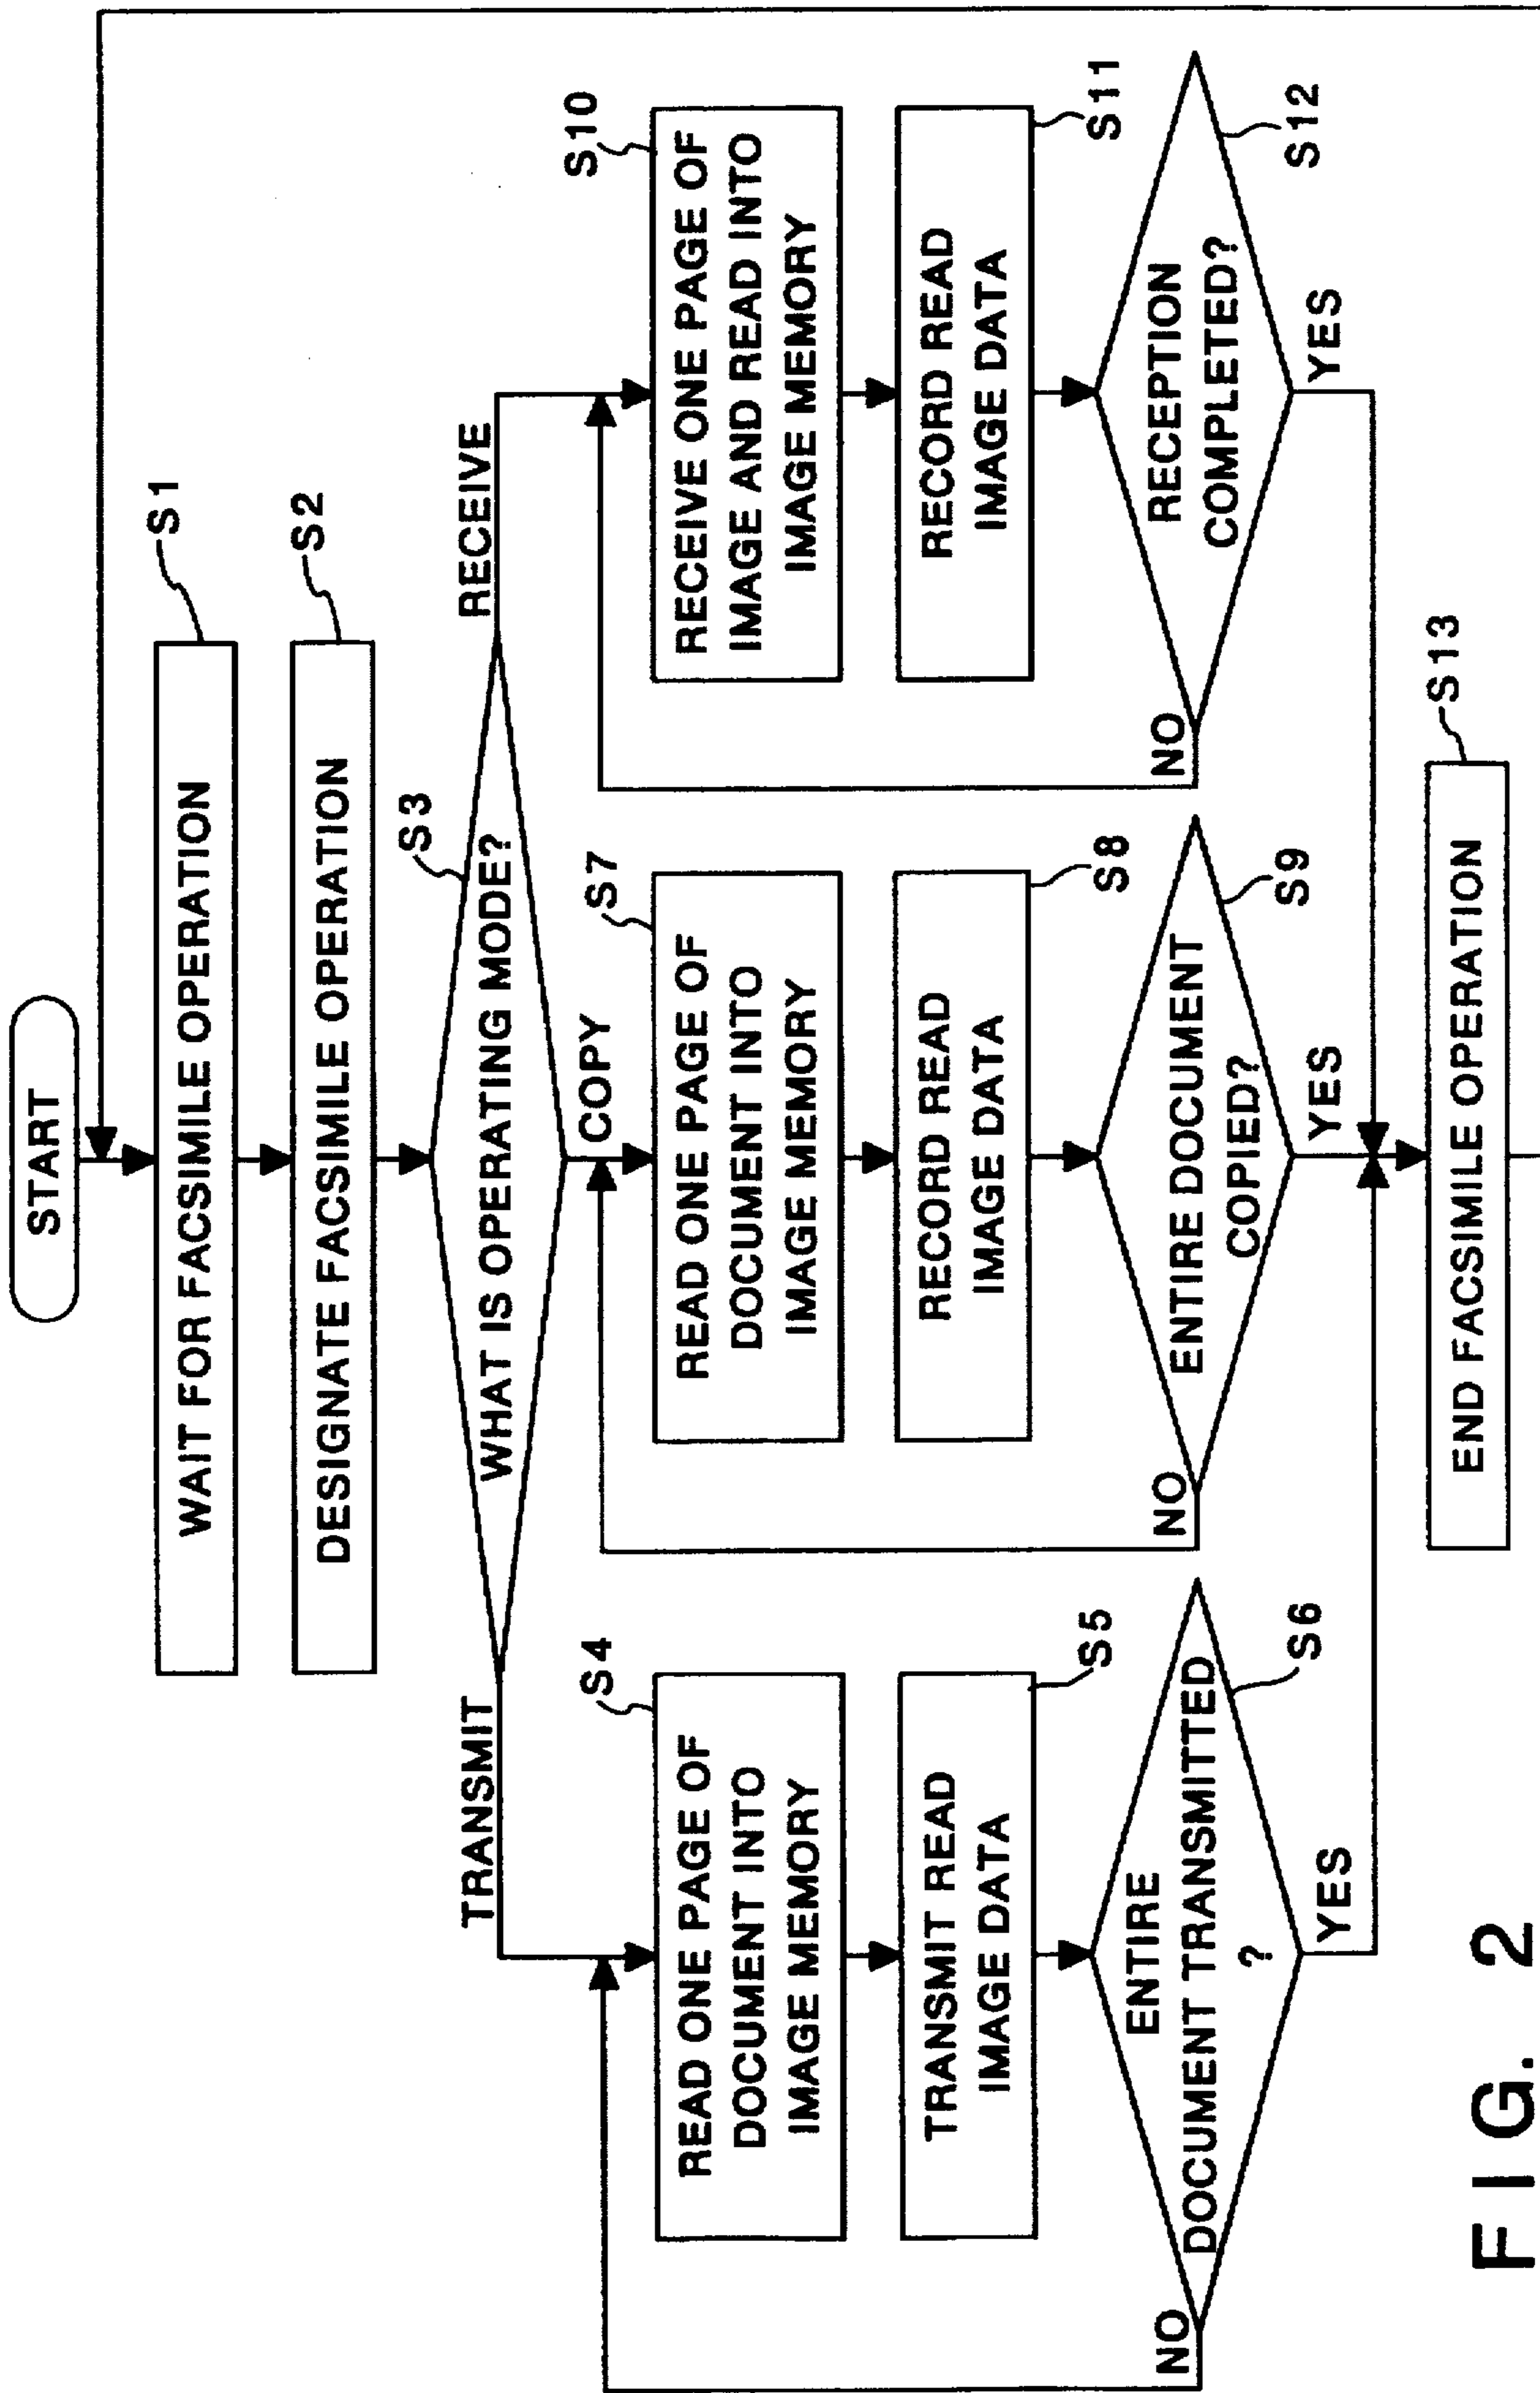 START
WAIT FOR FACSIMILE OPERATION
S1
DESIGNATE FACSIMILE OPERATION
S2
WHAT IS OPERATING MODE?
S3
TRANSMIT
COPY
RECEIVE
S4
READ ONE PAGE OF
DOCUMENT INTO
IMAGE MEMORY
TRANSMIT READ
IMAGE DATA
S5
ENTIRE
DOCUMENT TRANSMITTED
?
S6
NO
YES
S7
READ ONE PAGE OF
DOCUMENT INTO
IMAGE MEMORY
RECORD READ
IMAGE DATA
S8
ENTIRE DOCUMENT
COPIED?
S9
NO
YES
S10
RECEIVE ONE PAGE OF
IMAGE AND READ INTO
IMAGE MEMORY
RECORD READ
IMAGE DATA
S11
RECEPTION
COMPLETED?
S12
NO
YES
END FACSIMILE OPERATION
S13
FIG. 2